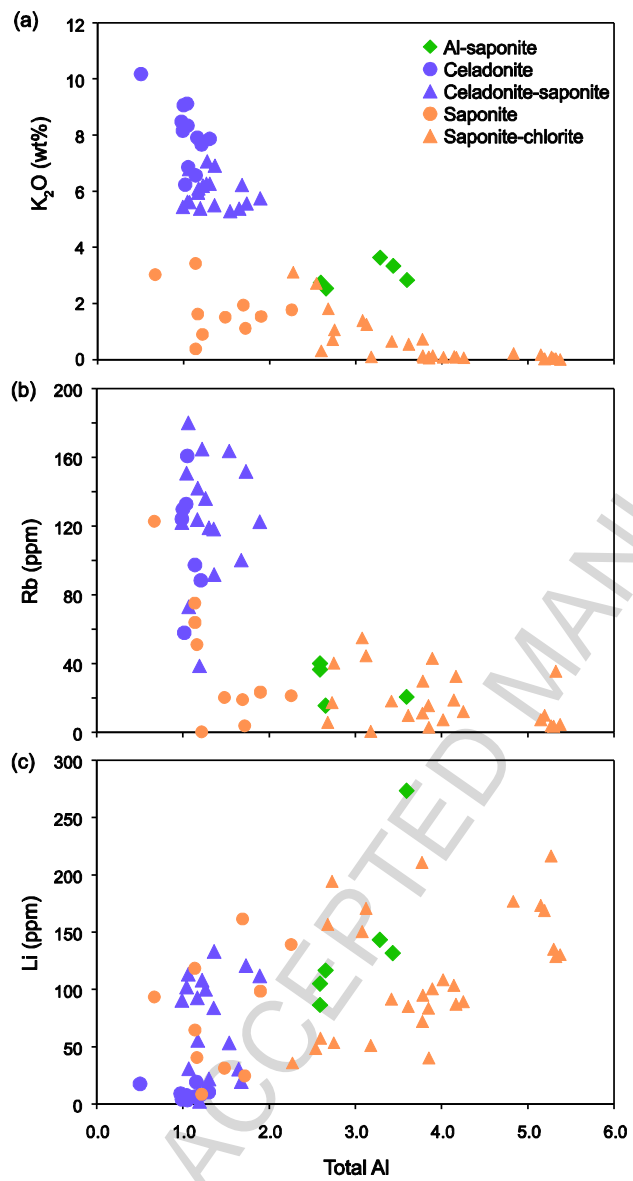 (a)
12
10
8
6
4
2
0
K₂O (wt%)
Al-saponite
Celadonite
Celadonite-saponite
Saponite
Saponite-chlorite
(b)
200
160
120
80
40
0
Rb (ppm)
(c)
300
250
200
150
100
50
0
Li (ppm)
0.0 1.0 2.0 3.0 4.0 5.0 6.0
Total Al
ACCEPTED